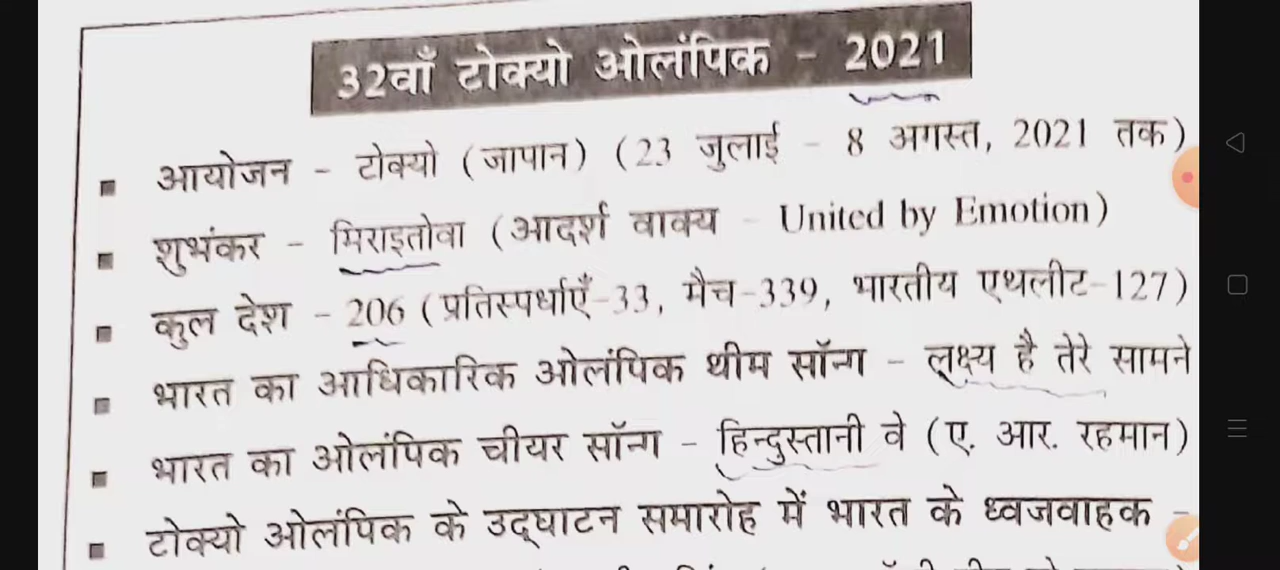 32वाँ टोक्यो ओलंपिक - 2021
आयोजन - टोक्यो (जापान) (23 जुलाई - 8 अगस्त, 2021 तक)
शुभंकर - मिराइतोवा (आदर्श वाक्य - United by Emotion)
कुल देश - 206 (प्रतिस्पर्धाएँ-33, मैच-339, भारतीय एथलीट-127)
भारत का आधिकारिक ओलंपिक थीम सॉन्ग - लक्ष्य है तेरे सामने
भारत का ओलंपिक चीयर सॉन्ग - हिन्दुस्तानी वे (ए. आर. रहमान)
टोक्यो ओलंपिक के उद्घाटन समारोह में भारत के ध्वजवाहक -